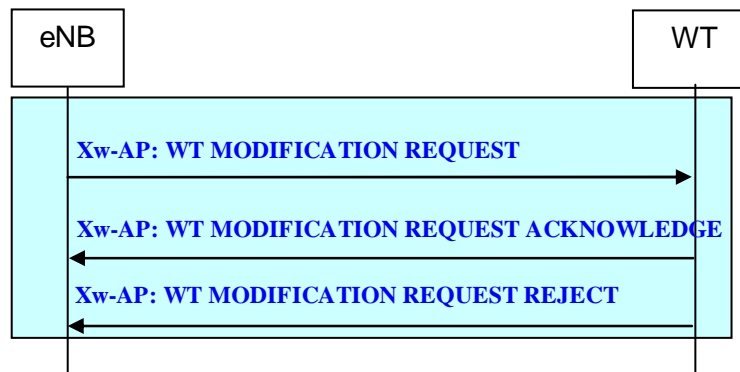 eNB
WT
Xw-AP: WT MODIFICATION REQUEST
Xw-AP: WT MODIFICATION REQUEST ACKNOWLEDGE
Xw-AP: WT MODIFICATION REQUEST REJECT